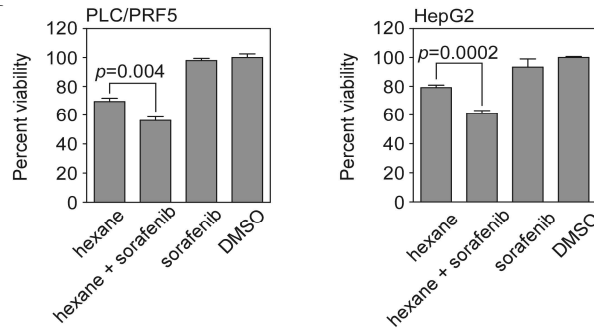 PLC/PRF5
Percent viability
120
100
80
60
40
20
0
p=0.004
hexane
hexane + sorafenib
sorafenib
DMSO
HepG2
Percent viability
120
100
80
60
40
20
0
p=0.0002
hexane
hexane + sorafenib
sorafenib
DMSO